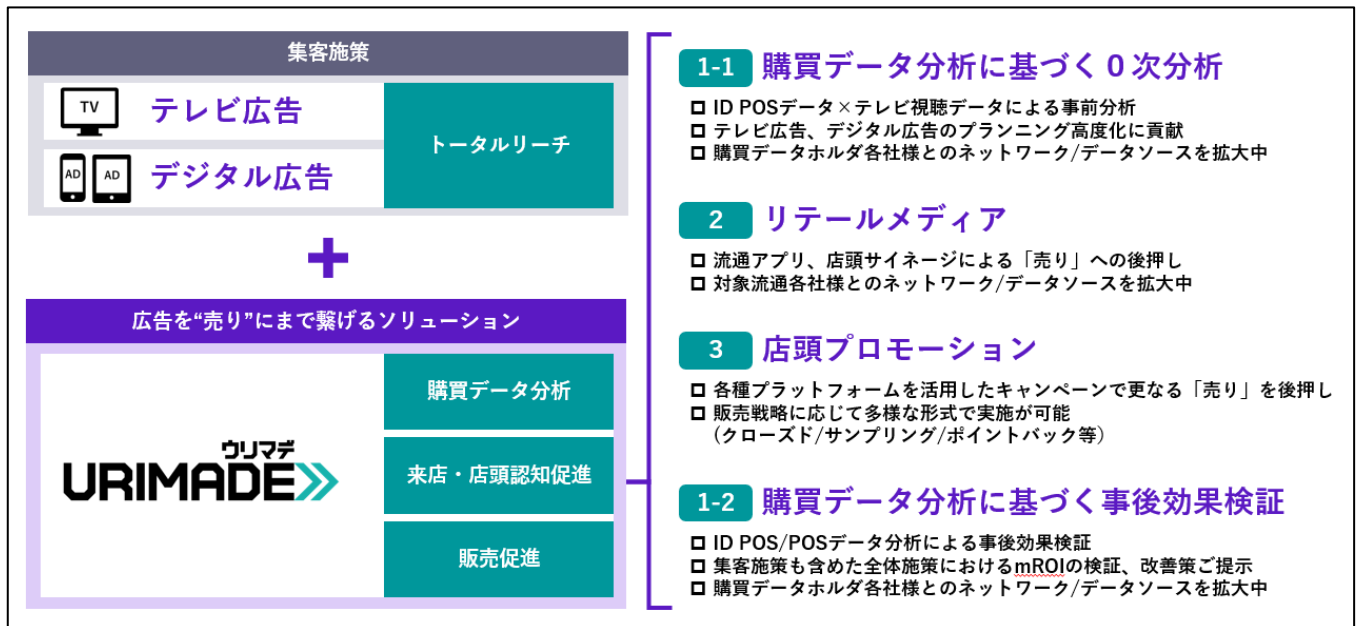 集客施策
TV
テレビ広告
AD
AD
デジタル広告
トータルリーチ
+
広告を“売り”にまで繋げるソリューション
ウリマデ
URIMADE
購買データ分析
来店・店頭認知促進
販売促進
1-1 購買データ分析に基づく０次分析
ID POSデータ×テレビ視聴データによる事前分析
テレビ広告、デジタル広告のプランニング高度化に貢献
購買データホルダ各社様とのネットワーク/データソースを拡大中
2 リテールメディア
流通アプリ、店頭サイネージによる「売り」への後押し
対象流通各社様とのネットワーク/データソースを拡大中
3 店頭プロモーション
各種プラットフォームを活用したキャンペーンで更なる「売り」を後押し
販売戦略に応じて多様な形式で実施が可能
(クローズド/サンプリング/ポイントバック等)
1-2 購買データ分析に基づく事後効果検証
ID POS/POSデータ分析による事後効果検証
集客施策も含めた全体施策におけるmROIの検証、改善策ご提示
購買データホルダ各社様とのネットワーク/データソースを拡大中